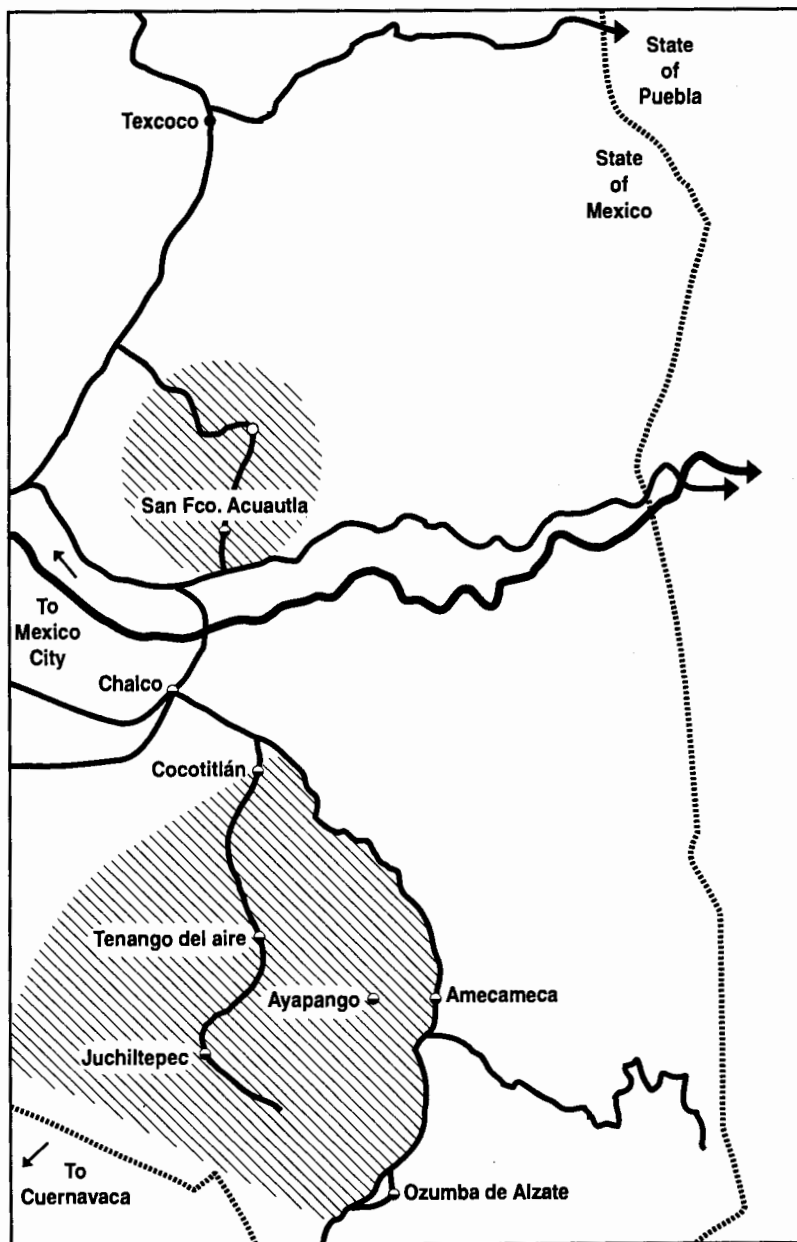 State
of
Puebla
Texcoco
State
of
Mexico
San Fco. Acuautla
To
Mexico
City
Chalco
Cocotitlán
Tenango del aire
Ayapango
Amecameca
Juchiltepec
To
Cuernavaca
Ozumba de Alzate